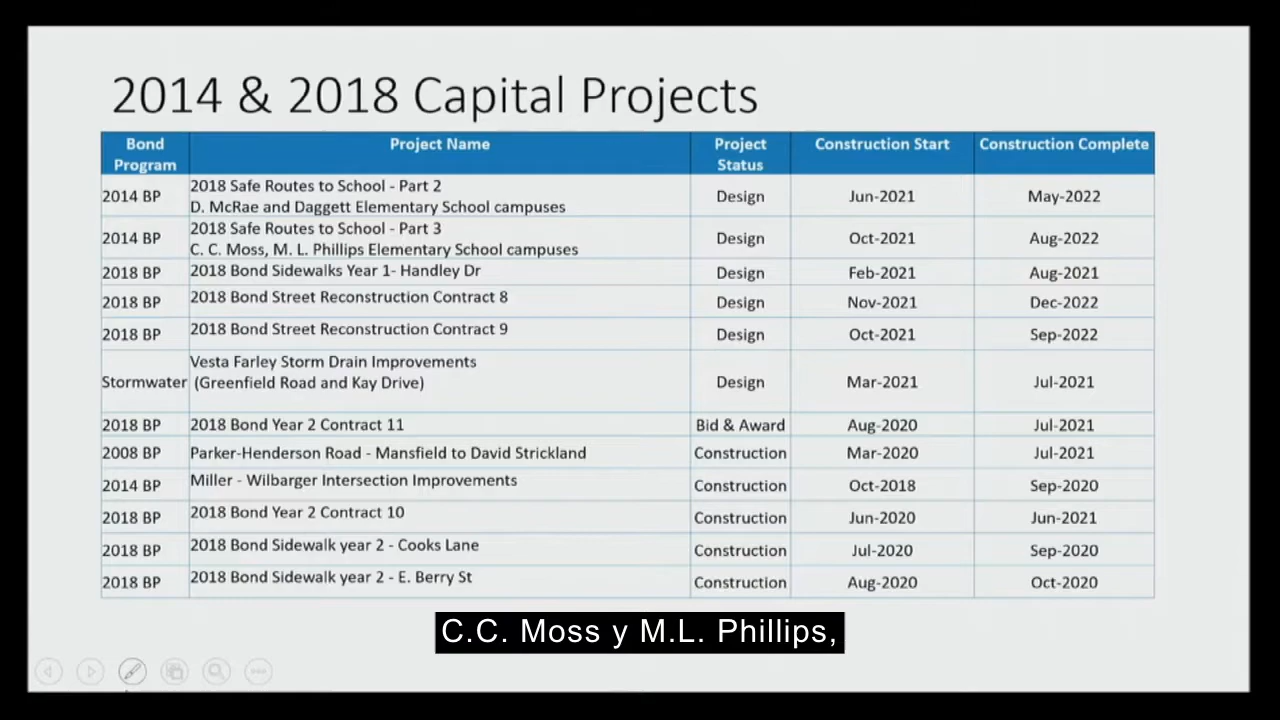 2014 & 2018 Capital Projects
Bond Program Project Name Project Status Construction Start Construction Complete
2014 BP 2018 Safe Routes to School - Part 2 Design Jun-2021 May-2022
D. McRae and Daggett Elementary School campuses
2014 BP 2018 Safe Routes to School - Part 3 Design Oct-2021 Aug-2022
C. C. Moss, M. L. Phillips Elementary School campuses
2018 BP 2018 Bond Sidewalks Year 1- Handley Dr Design Feb-2021 Aug-2021
2018 BP 2018 Bond Street Reconstruction Contract 8 Design Nov-2021 Dec-2022
2018 BP 2018 Bond Street Reconstruction Contract 9 Design Oct-2021 Sep-2022
Stormwater Vesta Farley Storm Drain Improvements Design Mar-2021 Jul-2021
(Greenfield Road and Kay Drive)
2018 BP 2018 Bond Year 2 Contract 11 Bid & Award Aug-2020 Jul-2021
2008 BP Parker-Henderson Road - Mansfield to David Strickland Construction Mar-2020 Jul-2021
2014 BP Miller - Wilbarger Intersection Improvements Construction Oct-2018 Sep-2020
2018 BP 2018 Bond Year 2 Contract 10 Construction Jun-2020 Jun-2021
2018 BP 2018 Bond Sidewalk year 2 - Cooks Lane Construction Jul-2020 Sep-2020
2018 BP 2018 Bond Sidewalk year 2 - E. Berry St Construction Aug-2020 Oct-2020
C.C. Moss y M.L. Phillips,